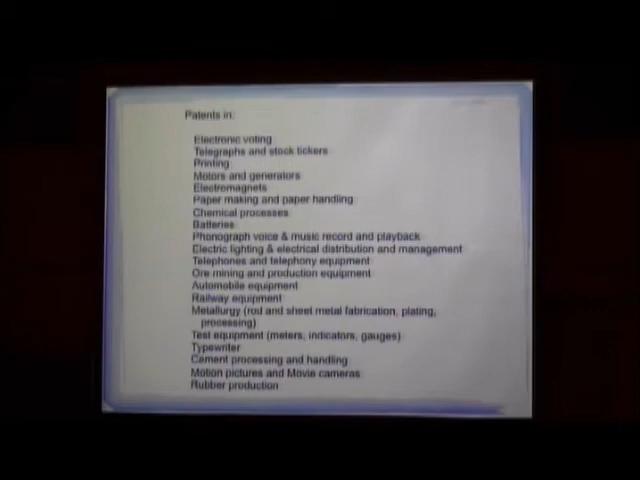 Patents in:
Electronic voting
Telegraphs and stock tickers
Printing
Motors and generators
Electromagnets
Paper making and paper handling
Chemical processes
Batteries
Phonograph voice & music record and playback
Electric lighting & electrical distribution and management
Telephones and telephony equipment
Ore mining and production equipment
Automobile equipment
Railway equipment
Metallurgy (rod and sheet metal fabrication, plating,
processing)
Test equipment (meters, indicators, gauges)
Typewriter
Cement processing and handling
Motion pictures and Movie cameras
Rubber production